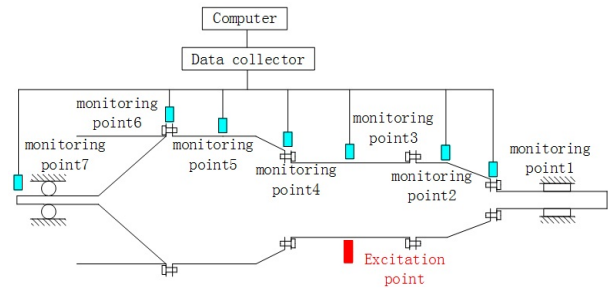 Computer
Data collector
monitoring
point6
monitoring
point3
monitoring
point7
monitoring
point5
monitoring
point4
monitoring
point2
monitoring
point1
Excitation
point